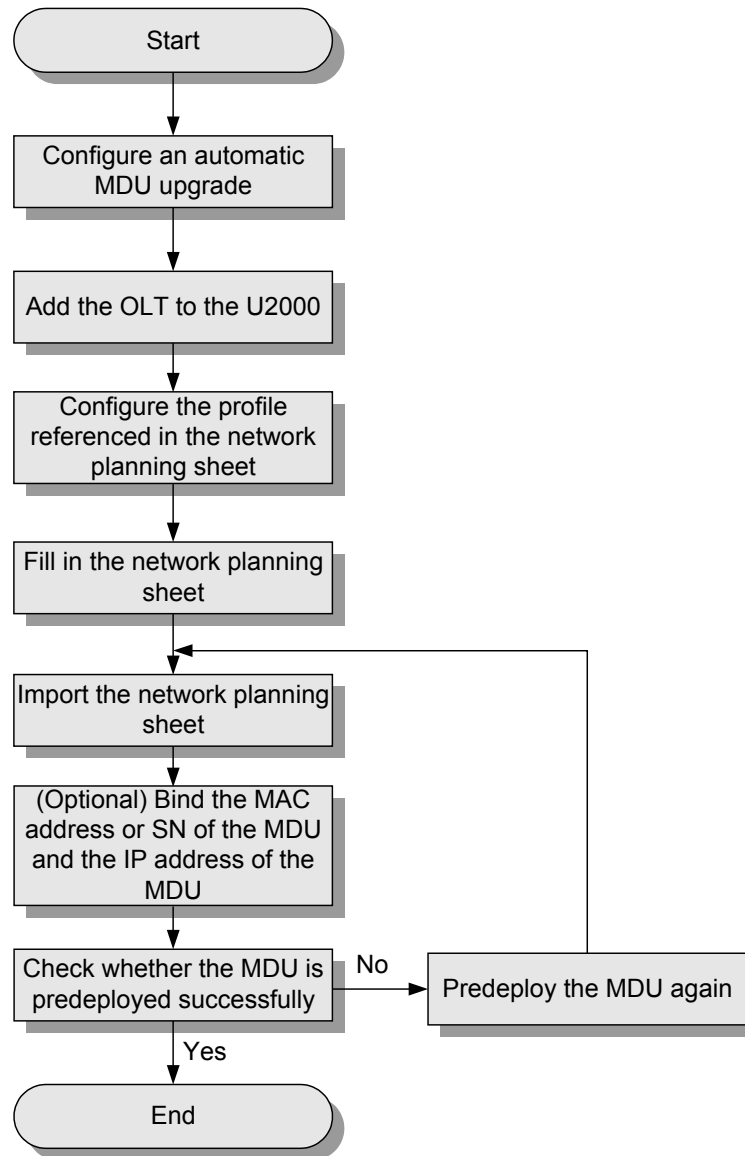 Start
Configure an automatic
MDU upgrade
Add the OLT to the U2000
Configure the profile
referenced in the network
planning sheet
Fill in the network planning
sheet
Import the network planning
sheet
(Optional) Bind the MAC
address or SN of the MDU
and the IP address of the
MDU
Check whether the MDU is
predeployed successfully
No
Predeploy the MDU again
Yes
End